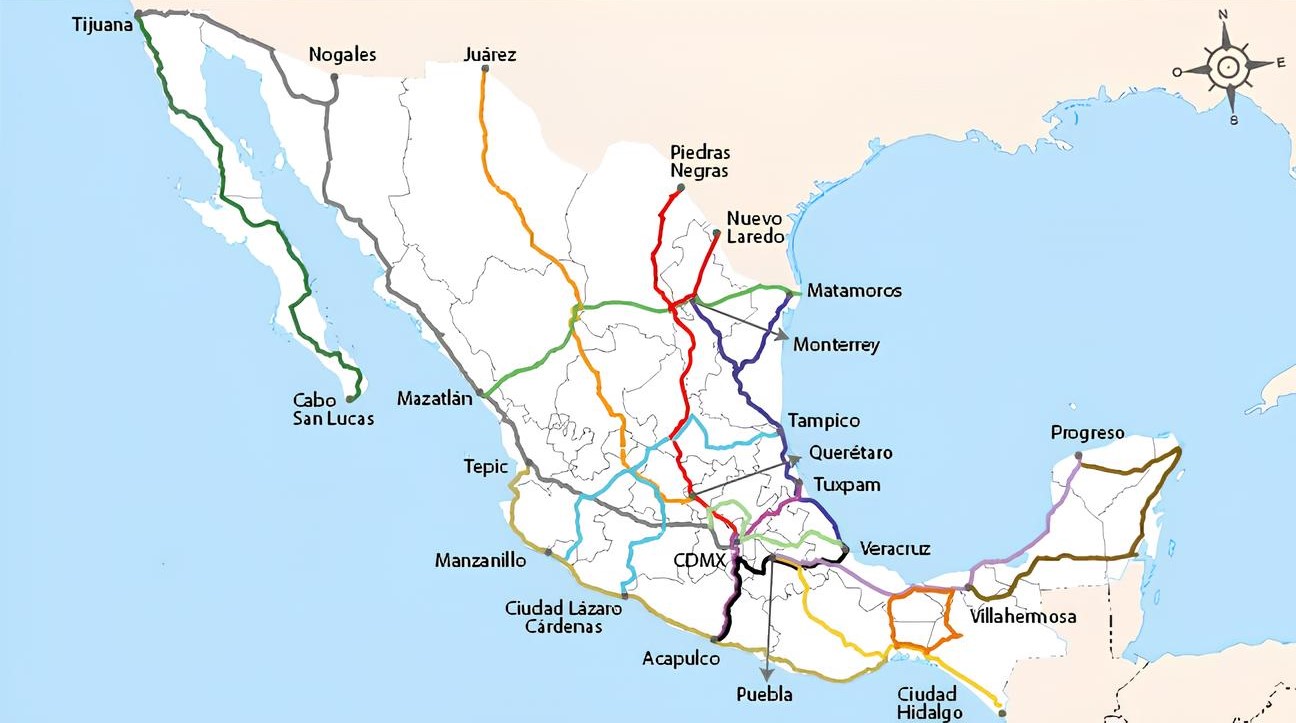 Tijuana
Nogales
Juárez
N
O
E
S
Piedras
Negras
Nuevo
Laredo
Matamoros
Monterrey
Cabo
San Lucas
Mazatlán
Tampico
Progreso
Querétaro
Tepic
Tuxpam
Manzanillo
CDMX
Veracruz
Ciudad Lázaro
Cárdenas
Villahermosa
Acapulco
Puebla
Ciudad
Hidalgo